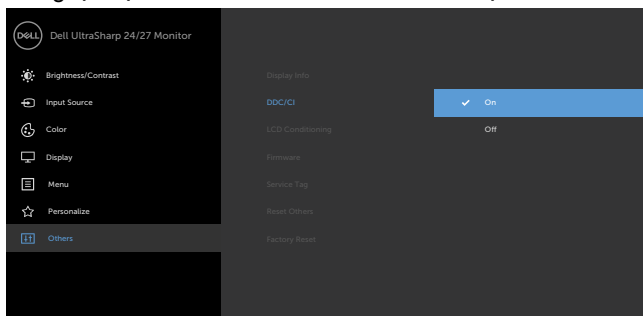 DELL
Dell UltraSharp 24/27 Monitor
Brightness/Contrast
Display Info
Input Source
DDC/CI
On
Color
LCD Conditioning
Off
Display
Firmware
Menu
Service Tag
Personalize
Reset Others
Others
Factory Reset